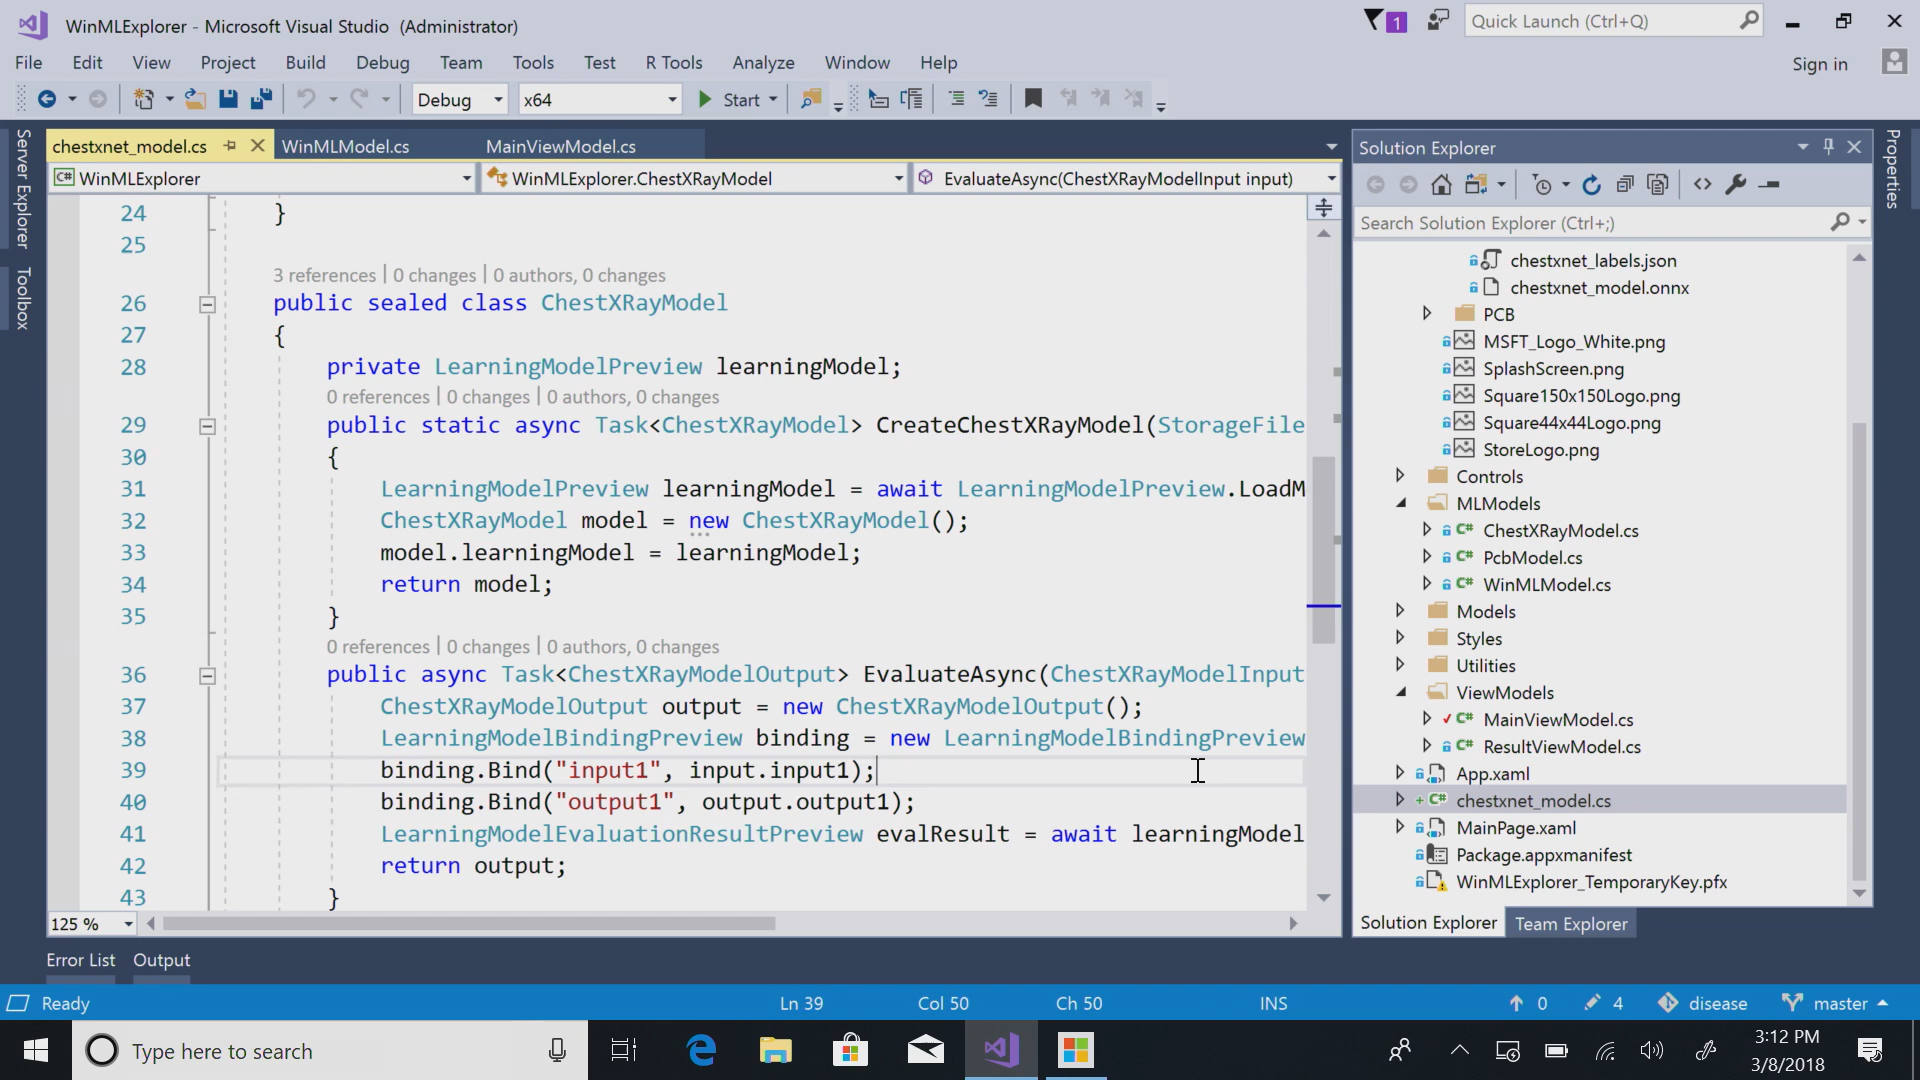 WinMLExplorer - Microsoft Visual Studio (Administrator)
1
Quick Launch (Ctrl+Q)
File Edit View Project Build Debug Team Tools Test R Tools Analyze Window Help
Sign in
Debug x64 Start
Server Explorer
Toolbox
chestxnet_model.cs WinMLModel.cs MainViewModel.cs
WinMLExplorer WinMLExplorer.ChestXRayModel EvaluateAsync(ChestXRayModelInput input)
24 }
25
3 references | 0 changes | 0 authors, 0 changes
26 public sealed class ChestXRayModel
27 {
28 private LearningModelPreview learningModel;
0 references | 0 changes | 0 authors, 0 changes
29 public static async Task<ChestXRayModel> CreateChestXRayModel(StorageFile
30 {
31 LearningModelPreview learningModel = await LearningModelPreview.LoadM
32 ChestXRayModel model = new ChestXRayModel();
33 model.learningModel = learningModel;
34 return model;
35 }
0 references | 0 changes | 0 authors, 0 changes
36 public async Task<ChestXRayModelOutput> EvaluateAsync(ChestXRayModelInput
37 ChestXRayModelOutput output = new ChestXRayModelOutput();
38 LearningModelBindingPreview binding = new LearningModelBindingPreview
39 binding.Bind("input1", input.input1);
40 binding.Bind("output1", output.output1);
41 LearningModelEvaluationResultPreview evalResult = await learningModel
42 return output;
43 }
125 %
Solution Explorer
Search Solution Explorer (Ctrl+;)
chestxnet_labels.json
chestxnet_model.onnx
PCB
MSFT_Logo_White.png
SplashScreen.png
Square150x150Logo.png
Square44x44Logo.png
StoreLogo.png
Controls
MLModels
C# ChestXRayModel.cs
C# PcbModel.cs
C# WinMLModel.cs
Models
Styles
Utilities
ViewModels
C# MainViewModel.cs
C# ResultViewModel.cs
App.xaml
C# chestxnet_model.cs
MainPage.xaml
Package.appxmanifest
WinMLExplorer_TemporaryKey.pfx
Solution Explorer Team Explorer
Properties
Error List Output
Ready Ln 39 Col 50 Ch 50 INS 0 4 disease master
Type here to search
3:12 PM
3/8/2018